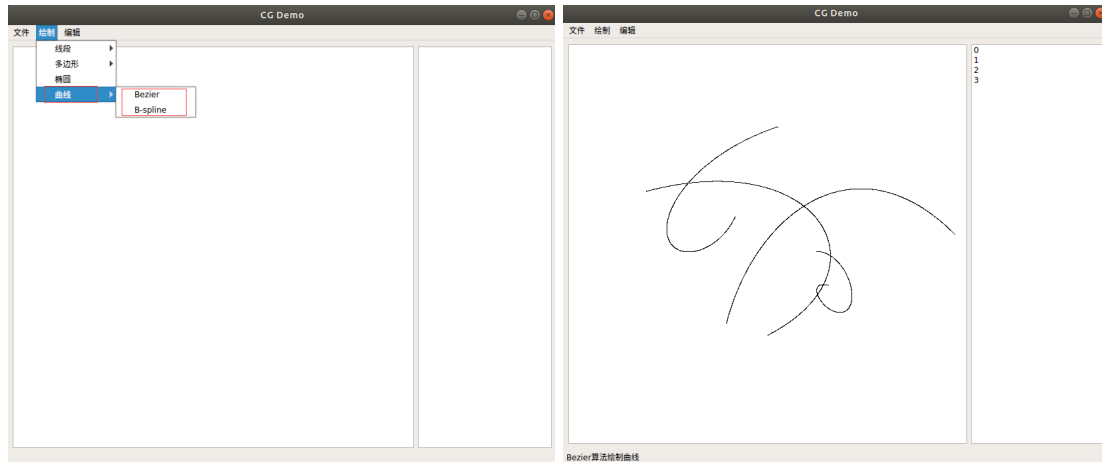 CG Demo
文件 绘制 编辑
线段
多边形
椭圆
曲线
Bezier
B-spline
CG Demo
文件 绘制 编辑
0
1
2
3
Bezier算法绘制曲线